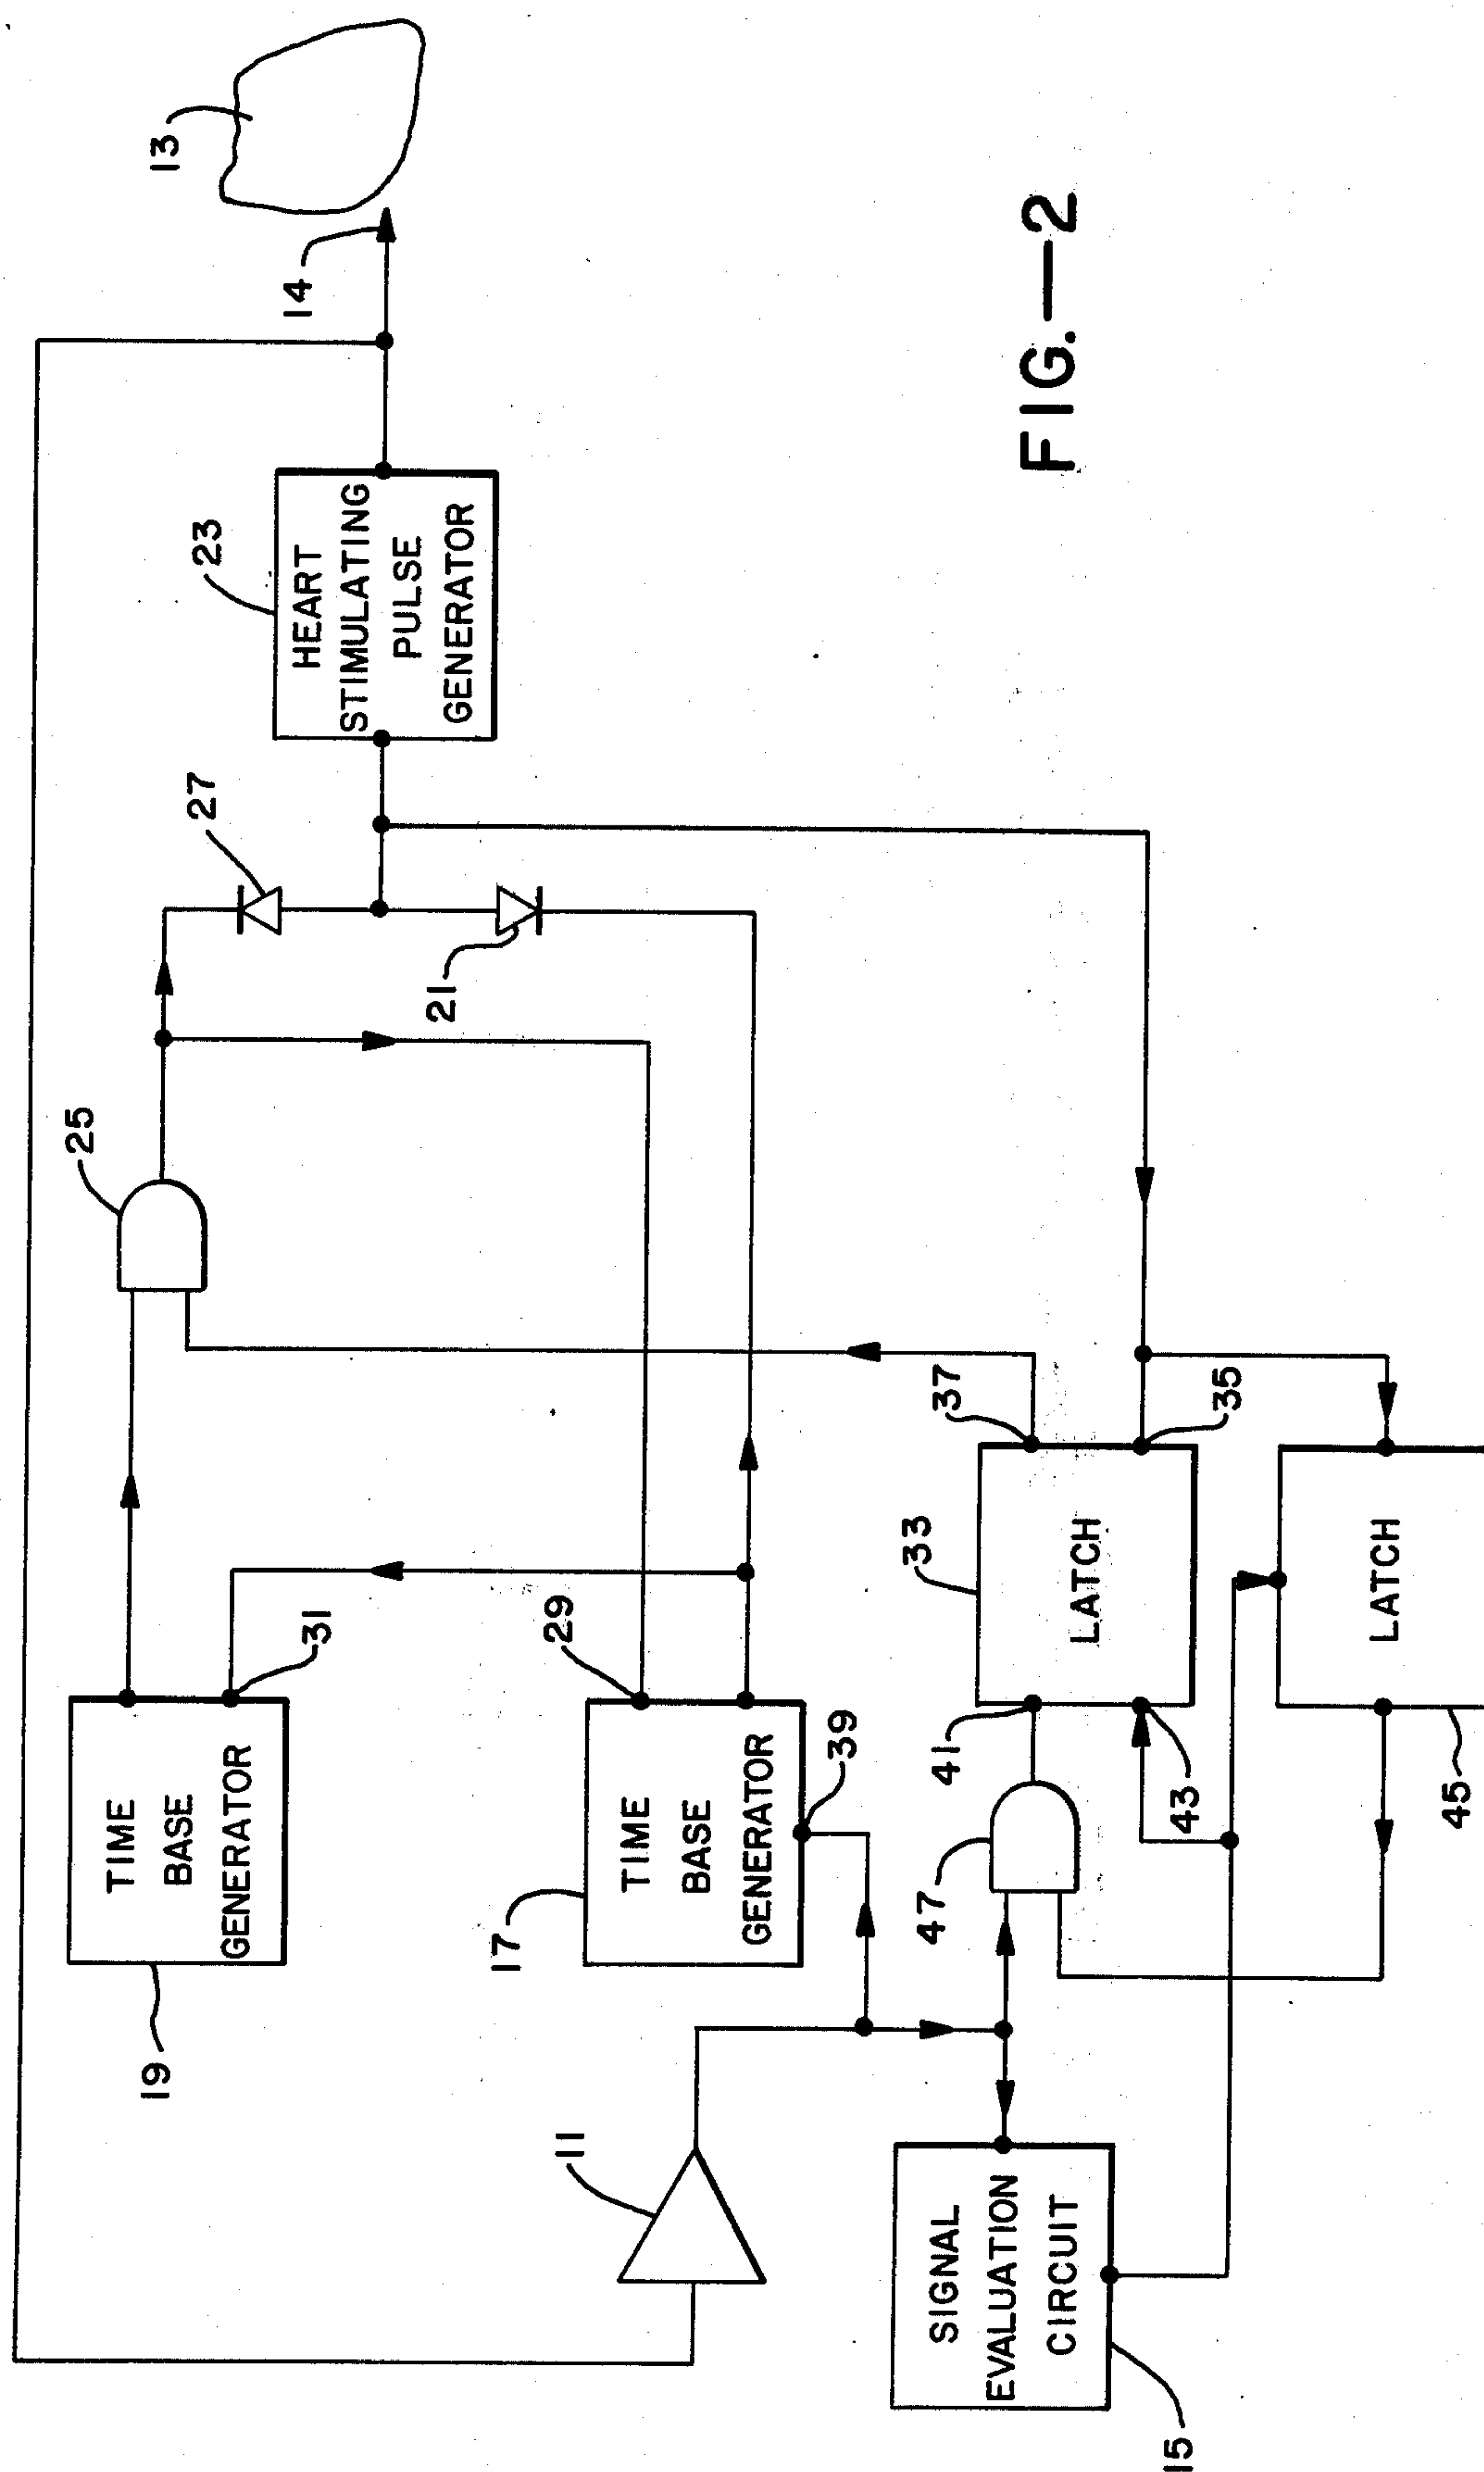 13
14
23
HEART
STIMULATING
PULSE
GENERATOR
27
21
25
19
TIME
BASE
GENERATOR
31
17
TIME
BASE
GENERATOR
29
39
11
33
LATCH
37
35
41
43
47
LATCH
45
SIGNAL
EVALUATION
CIRCUIT
15
FIG.—2